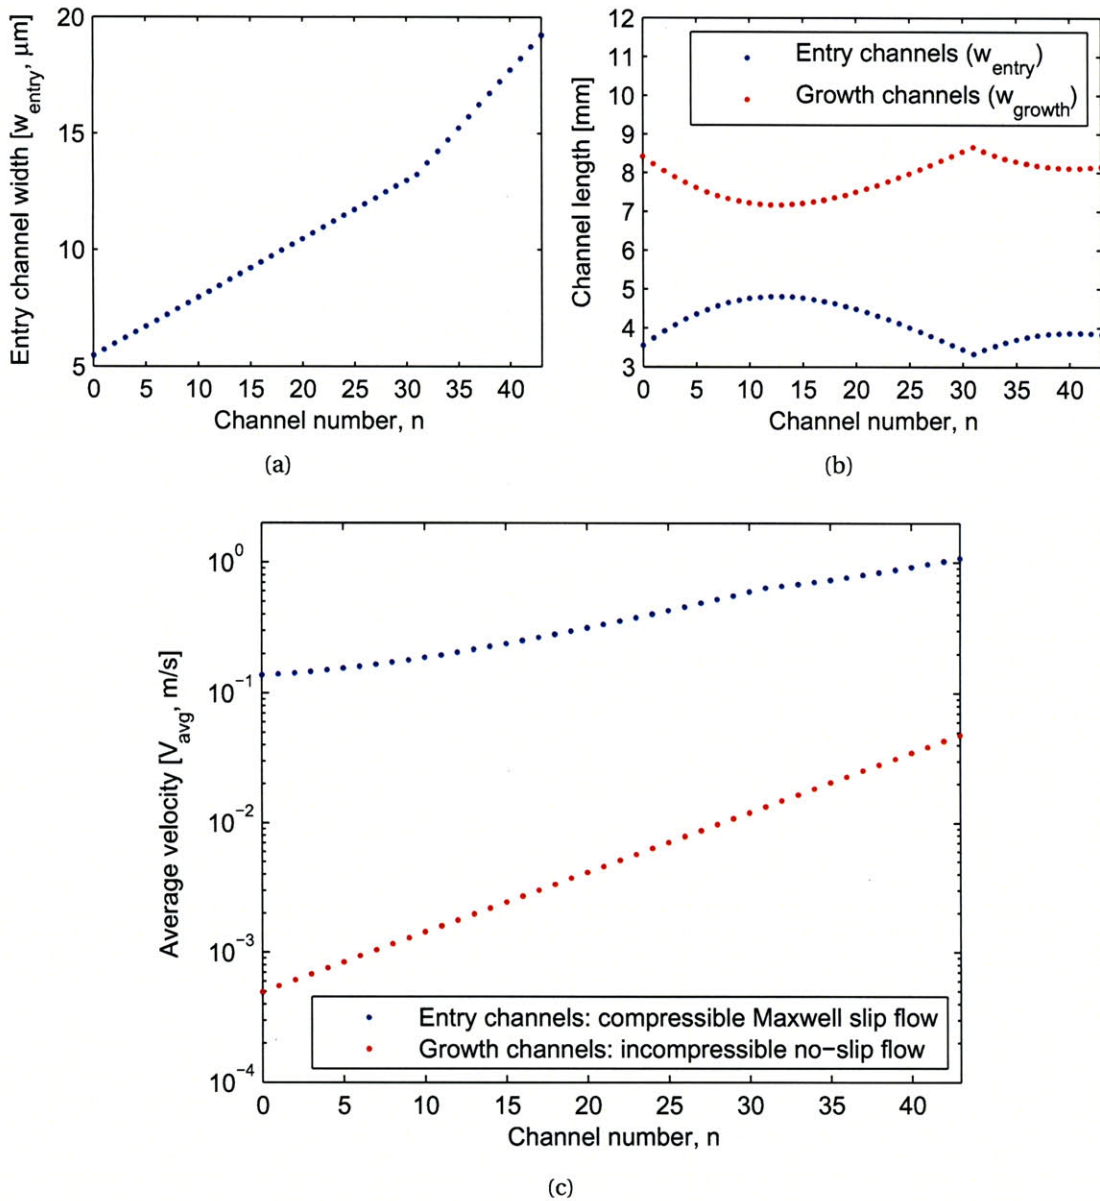 Entry channel width [w_entry, µm]
20
15
10
5
0 5 10 15 20 25 30 35 40
Channel number, n
(a)
Channel length [mm]
12
11
10
9
8
7
6
5
4
3
Entry channels (w_entry)
Growth channels (w_growth)
0 5 10 15 20 25 30 35 40
Channel number, n
(b)
Average velocity [V_avg, m/s]
10^0
10^−1
10^−2
10^−3
10^−4
Entry channels: compressible Maxwell slip flow
Growth channels: incompressible no−slip flow
0 5 10 15 20 25 30 35 40
Channel number, n
(c)